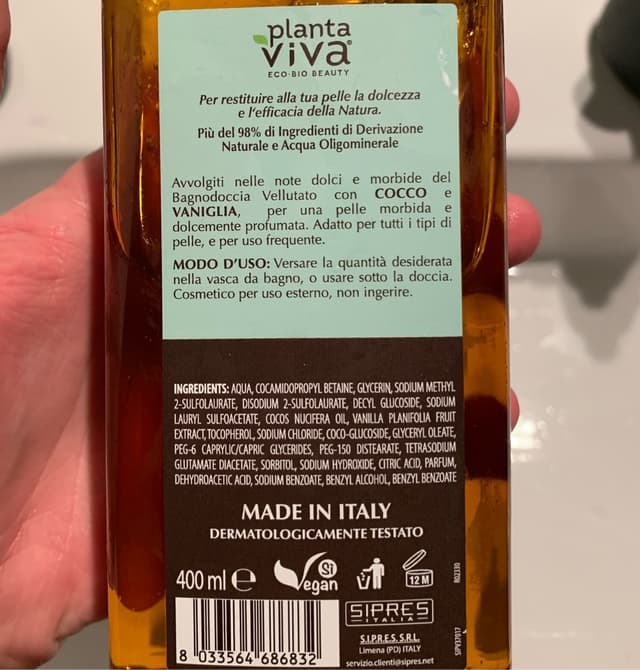 planta
viva®
ECO·BIO BEAUTY
Per restituire alla tua pelle la dolcezza
e l'efficacia della Natura.
Più del 98% di Ingredienti di Derivazione
Naturale e Acqua Oligominerale
Avvolgiti nelle note dolci e morbide del
Bagnodoccia Vellutato con COCCO e
VANIGLIA, per una pelle morbida e
dolcemente profumata. Adatto per tutti i tipi di
pelle, e per uso frequente.
MODO D'USO: Versare la quantità desiderata
nella vasca da bagno, o usare sotto la doccia.
Cosmetico per uso esterno, non ingerire.
INGREDIENTS: AQUA, COCAMIDOPROPYL BETAINE, GLYCERIN, SODIUM METHYL
2-SULFOLAURATE, DISODIUM 2-SULFOLAURATE, DECYL GLUCOSIDE, SODIUM
LAURYL SULFOACETATE, COCOS NUCIFERA OIL, VANILLA PLANIFOLIA FRUIT
EXTRACT, TOCOPHEROL, SODIUM CHLORIDE, COCO-GLUCOSIDE, GLYCERYL OLEATE,
PEG-6 CAPRYLIC/CAPRIC GLYCERIDES, PEG-150 DISTEARATE, TETRASODIUM
GLUTAMATE DIACETATE, SORBITOL, SODIUM HYDROXIDE, CITRIC ACID, PARFUM,
DEHYDROACETIC ACID, SODIUM BENZOATE, BENZYL ALCOHOL, BENZYL BENZOATE
MADE IN ITALY
DERMATOLOGICAMENTE TESTATO
400 ml e
Sì Vegan
12 M
R02330
SIPRES
ITALIA
S.I.P.R.E.S. S.R.L.
Limena (PD) ITALY
servizio.clienti@sipres.net
SIPV37017
8 033564 686832